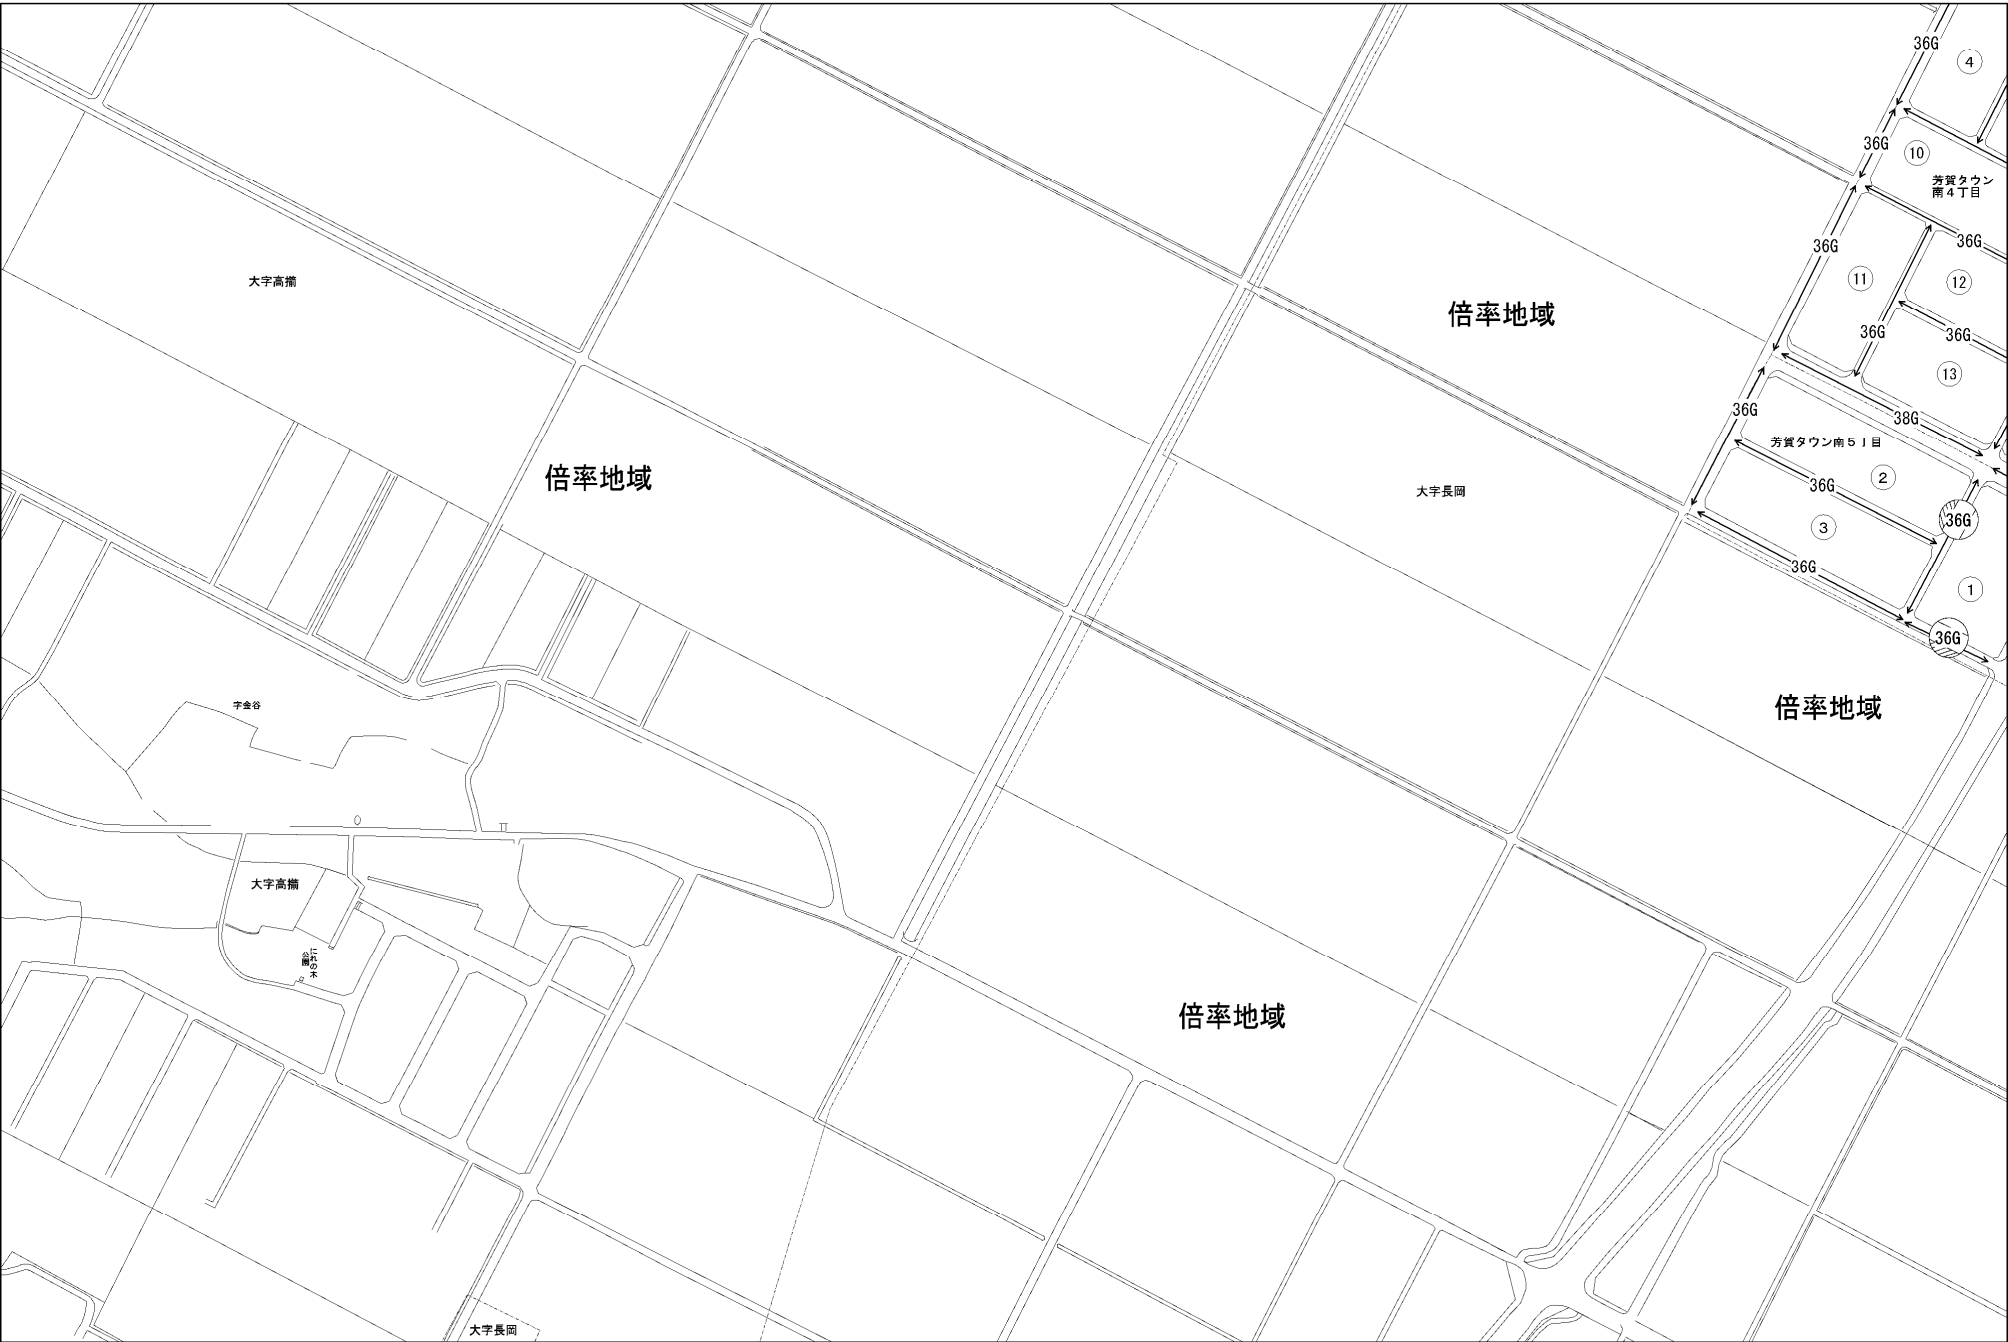 36G
④
36G
⑩
芳賀タウン
南4丁目
36G
36G
大字高擶
⑪
⑫
倍率地域
36G
36G
⑬
36G
38G
芳賀タウン南5丁目
倍率地域
②
36G
大字長岡
36G
③
36G
①
36G
字金谷
倍率地域
大字高擶
にれの木
公園
倍率地域
大字長岡